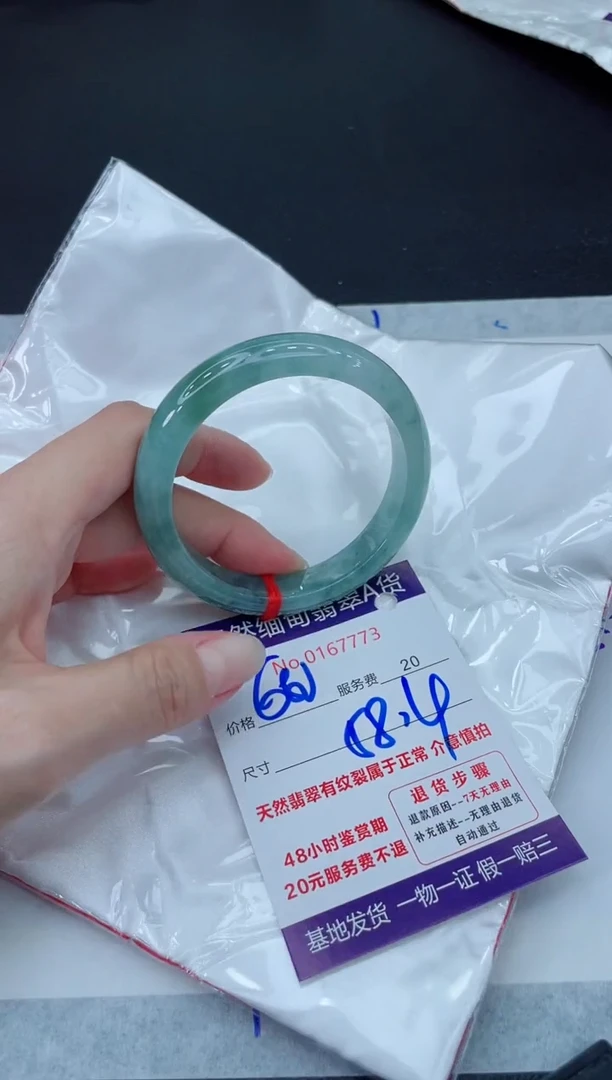 然缅甸翡翠A货
No.0167773
价格 服务费 20
尺寸 58.4
天然翡翠有纹裂属于正常 介意慎拍
48小时鉴赏期
20元服务费不退
退货步骤
退款原因--7天无理由
补充描述--无理由退货
自动通过
基地发货 一物一证 假一赔三